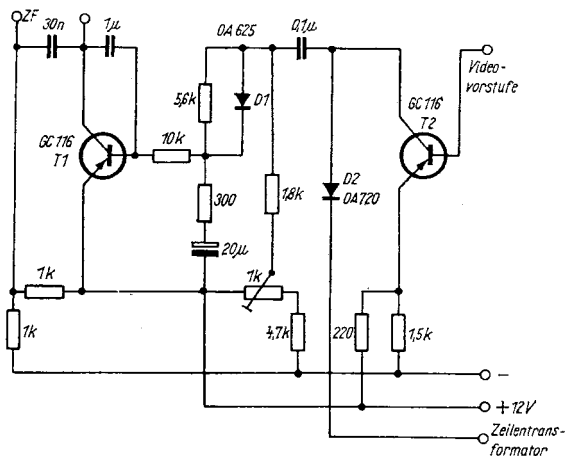 ZF
30n
1µ
OA 625
0,1µ
Video-
vorstufe
5,6k
D1
GC 116
T1
GC 116
T2
10k
300
1,8k
D2
OA720
20µ
1k
1k
1k
4,7k
220
1,5k
−
+12V
Zeilentrans-
formator